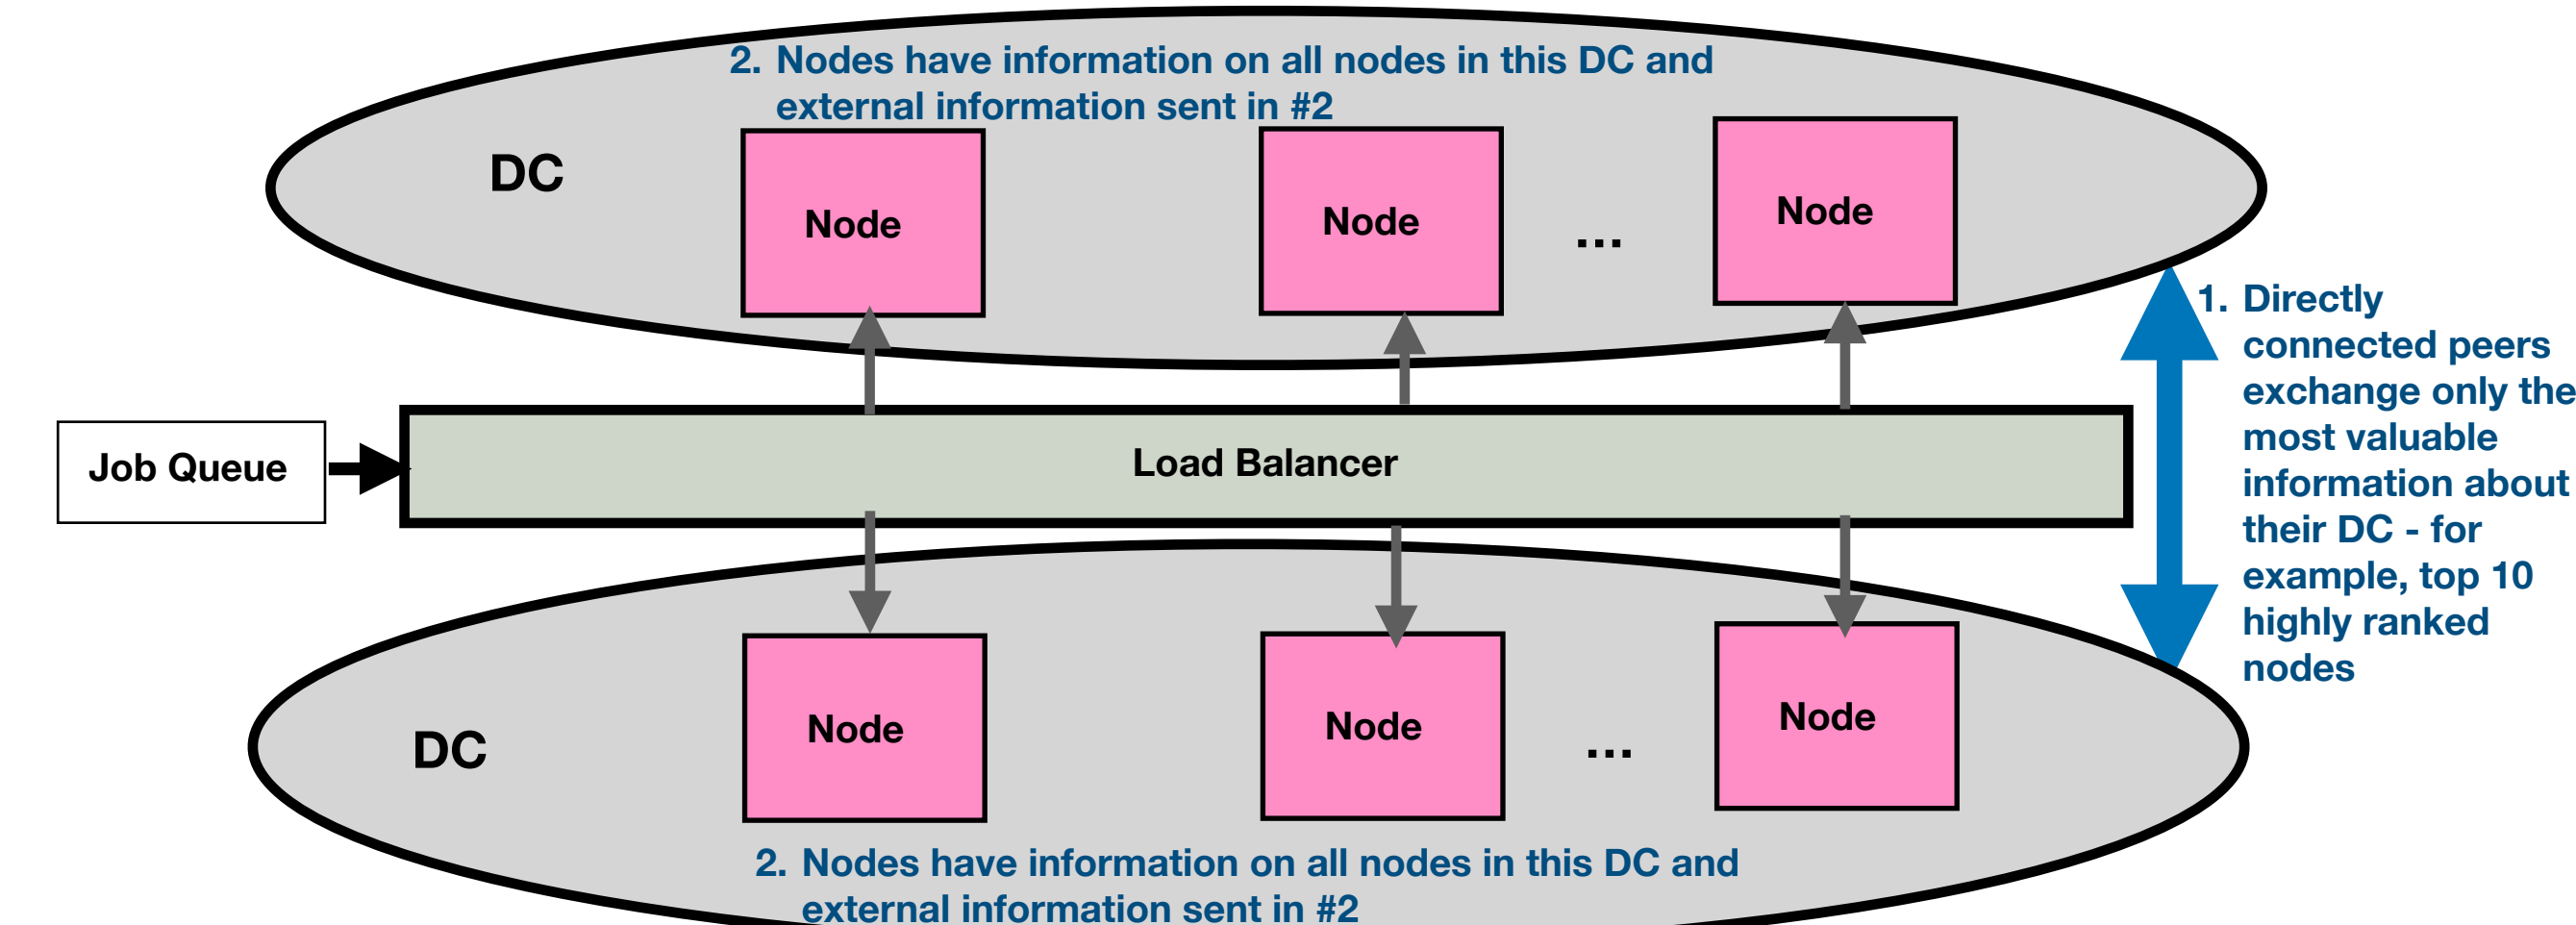 2. Nodes have information on all nodes in this DC and
external information sent in #2
DC
Node
Node
...
Node
1. Directly
connected peers
exchange only the
most valuable
information about
their DC - for
example, top 10
highly ranked
nodes
Job Queue
Load Balancer
DC
Node
Node
...
Node
2. Nodes have information on all nodes in this DC and
external information sent in #2